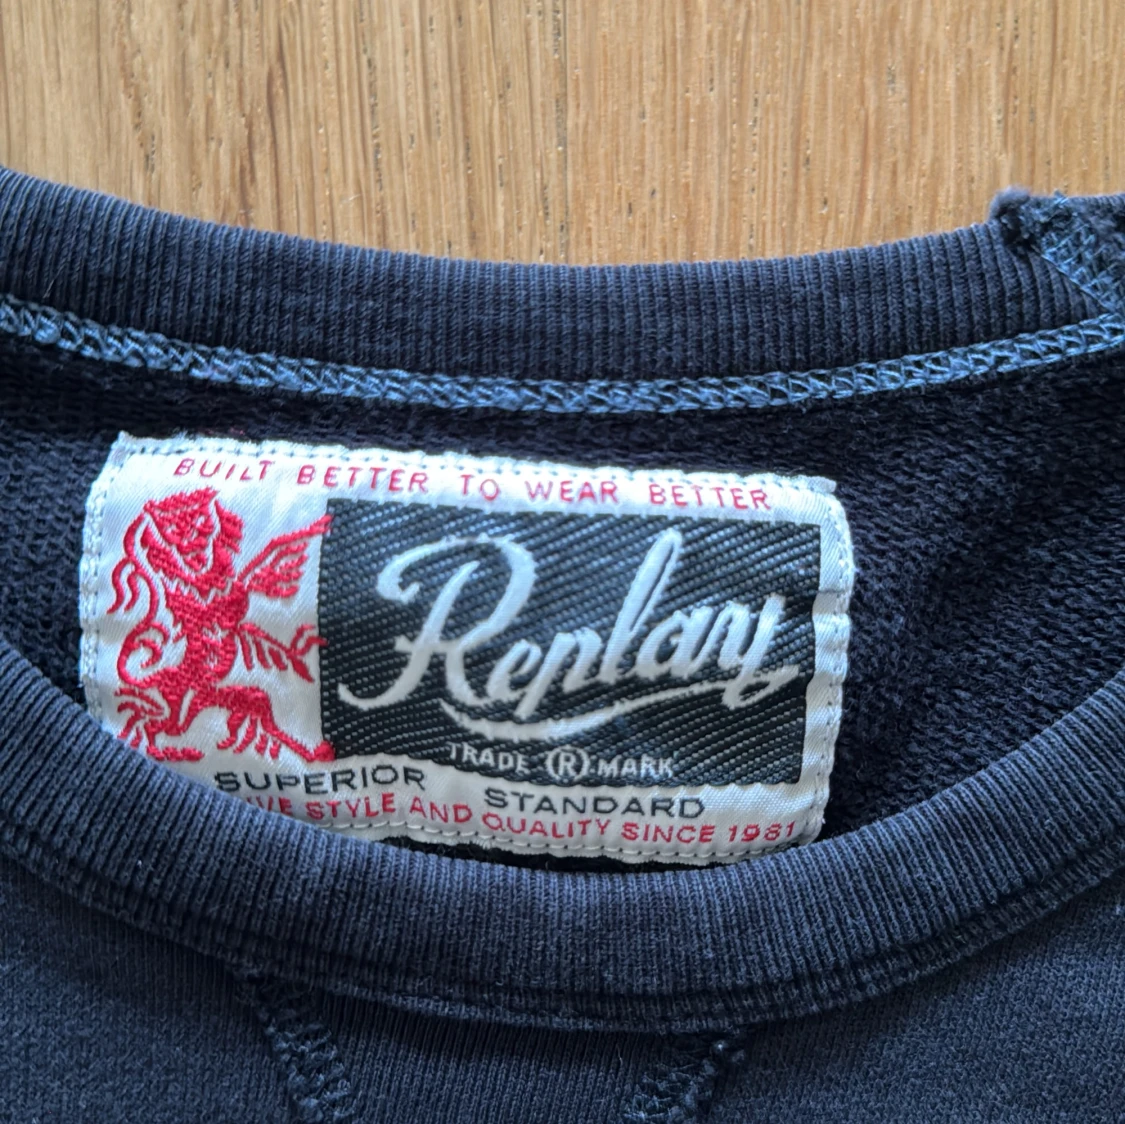 BUILT BETTER TO WEAR BETTER
Replay
TRADE ® MARK
SUPERIOR STANDARD
STYLE AND QUALITY SINCE 1981